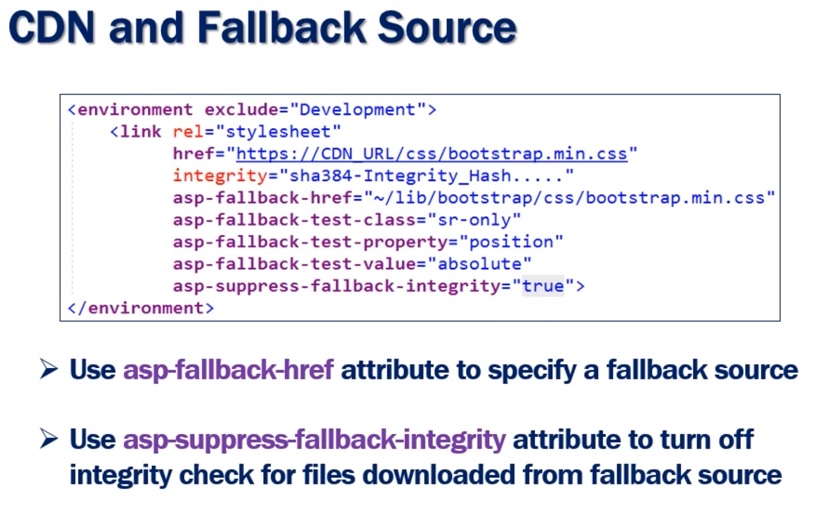 CDN and Fallback Source
<environment exclude="Development">
<link rel="stylesheet"
href="https://CDN_URL/css/bootstrap.min.css"
integrity="sha384-Integrity_Hash....."
asp-fallback-href="~/lib/bootstrap/css/bootstrap.min.css"
asp-fallback-test-class="sr-only"
asp-fallback-test-property="position"
asp-fallback-test-value="absolute"
asp-suppress-fallback-integrity="true">
</environment>
➢ Use asp-fallback-href attribute to specify a fallback source
➢ Use asp-suppress-fallback-integrity attribute to turn off
integrity check for files downloaded from fallback source